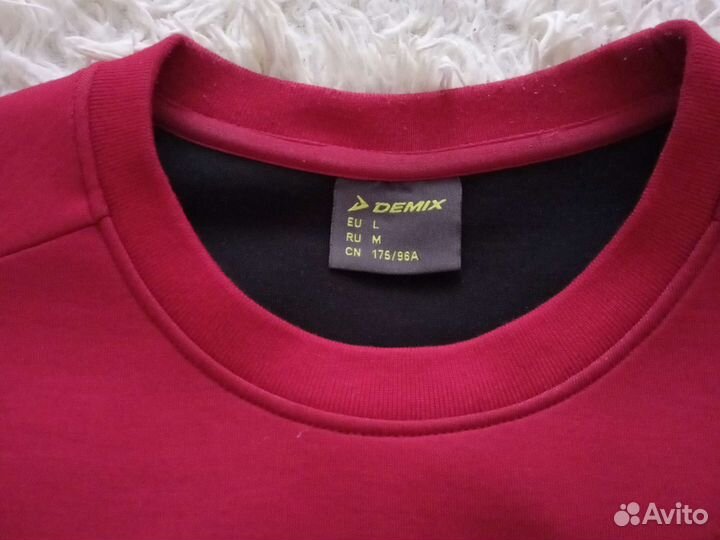 DEMIX
EU L
RU M
CN 175/96A
Avito